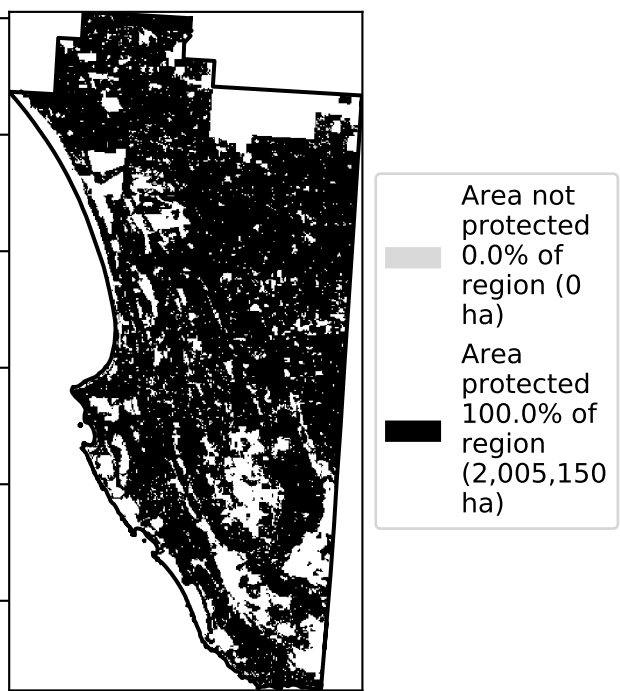 Area not
protected
0.0% of
region (0
ha)
Area
protected
100.0% of
region
(2,005,150
ha)